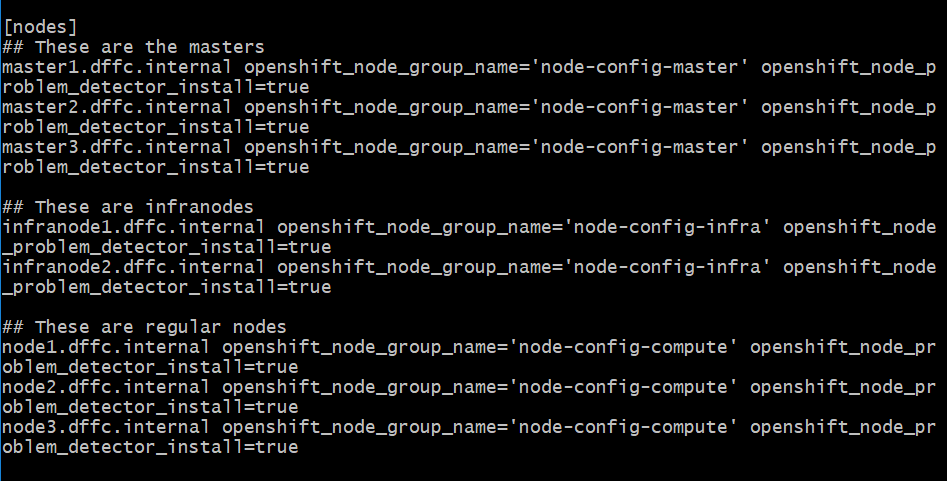 [nodes]
## These are the masters
master1.dffc.internal openshift_node_group_name='node-config-master' openshift_node_p
roblem_detector_install=true
master2.dffc.internal openshift_node_group_name='node-config-master' openshift_node_p
roblem_detector_install=true
master3.dffc.internal openshift_node_group_name='node-config-master' openshift_node_p
roblem_detector_install=true
## These are infranodes
infranode1.dffc.internal openshift_node_group_name='node-config-infra' openshift_node
_problem_detector_install=true
infranode2.dffc.internal openshift_node_group_name='node-config-infra' openshift_node
_problem_detector_install=true
## These are regular nodes
node1.dffc.internal openshift_node_group_name='node-config-compute' openshift_node_pr
oblem_detector_install=true
node2.dffc.internal openshift_node_group_name='node-config-compute' openshift_node_pr
oblem_detector_install=true
node3.dffc.internal openshift_node_group_name='node-config-compute' openshift_node_pr
oblem_detector_install=true